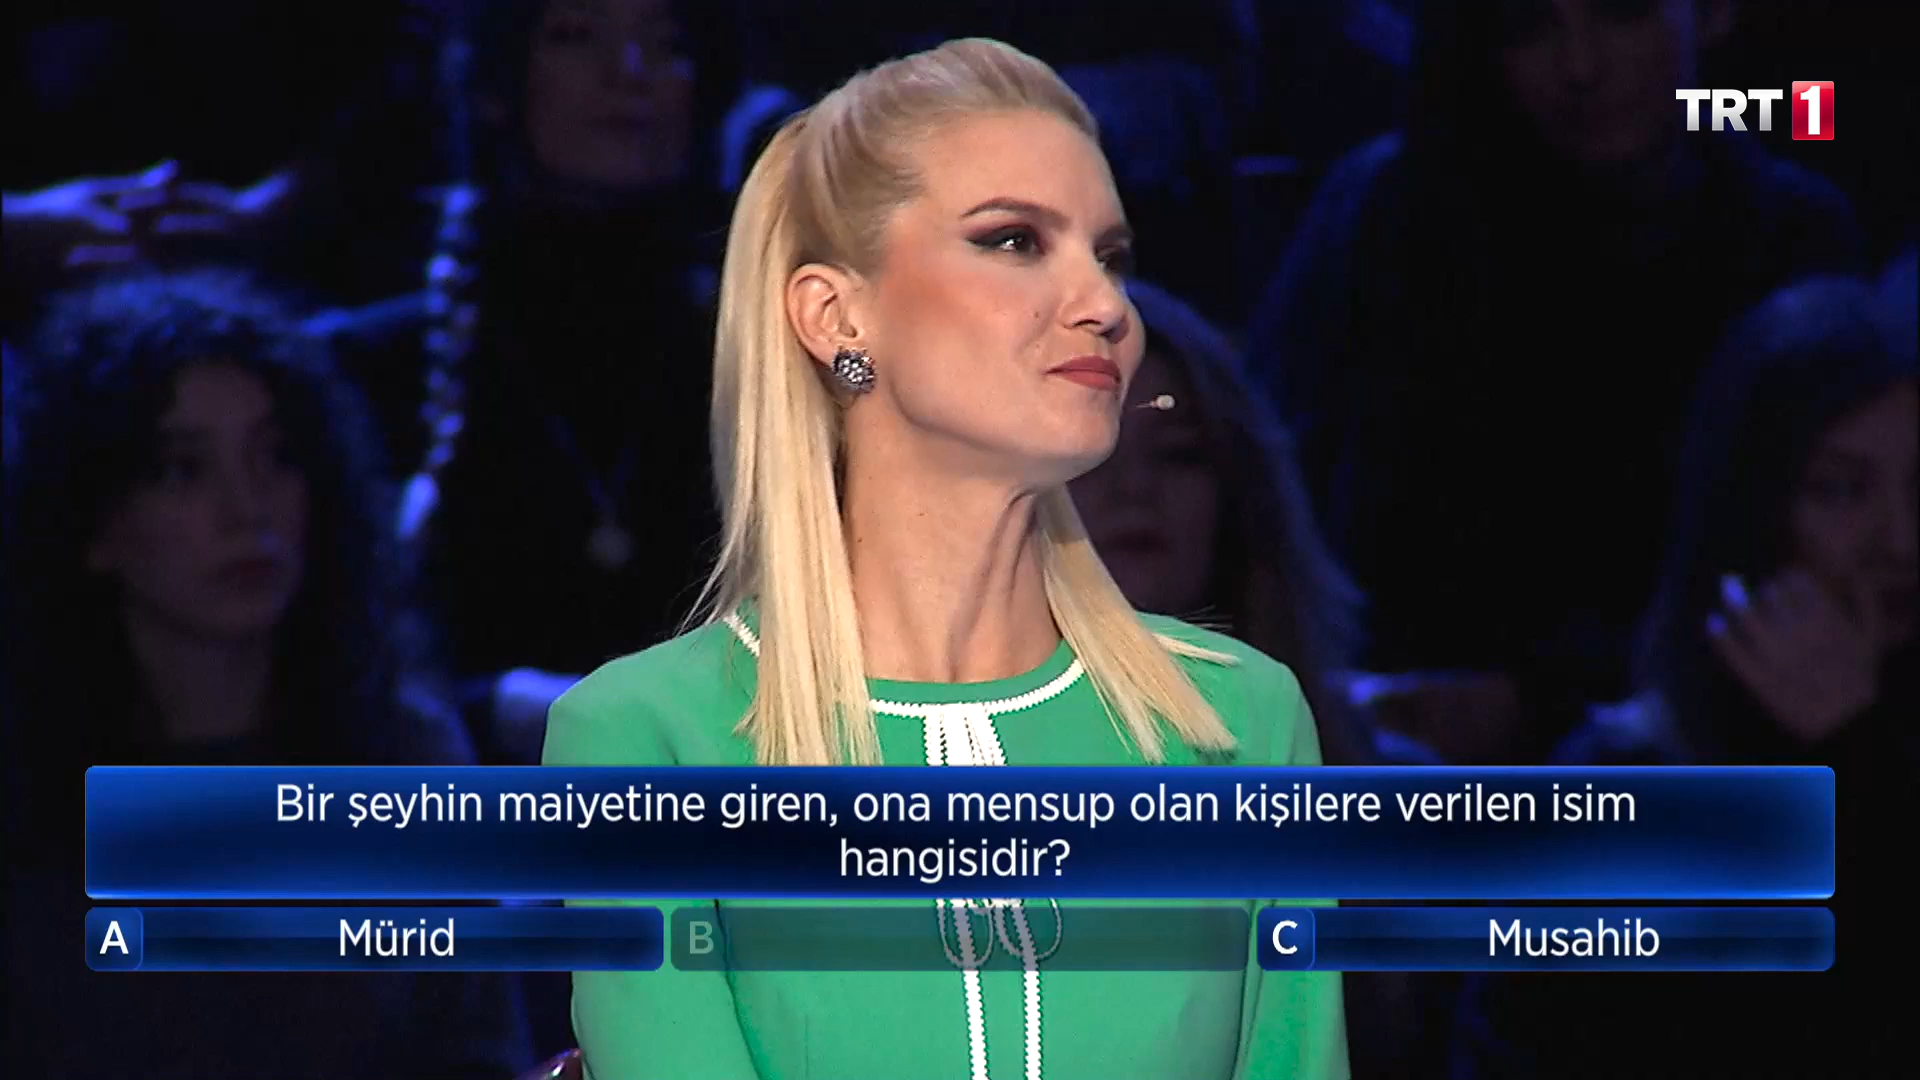 TRT 1
Bir şeyhin maiyetine giren, ona mensup olan kişilere verilen isim
hangisidir?
A Mürid
B
C Musahib